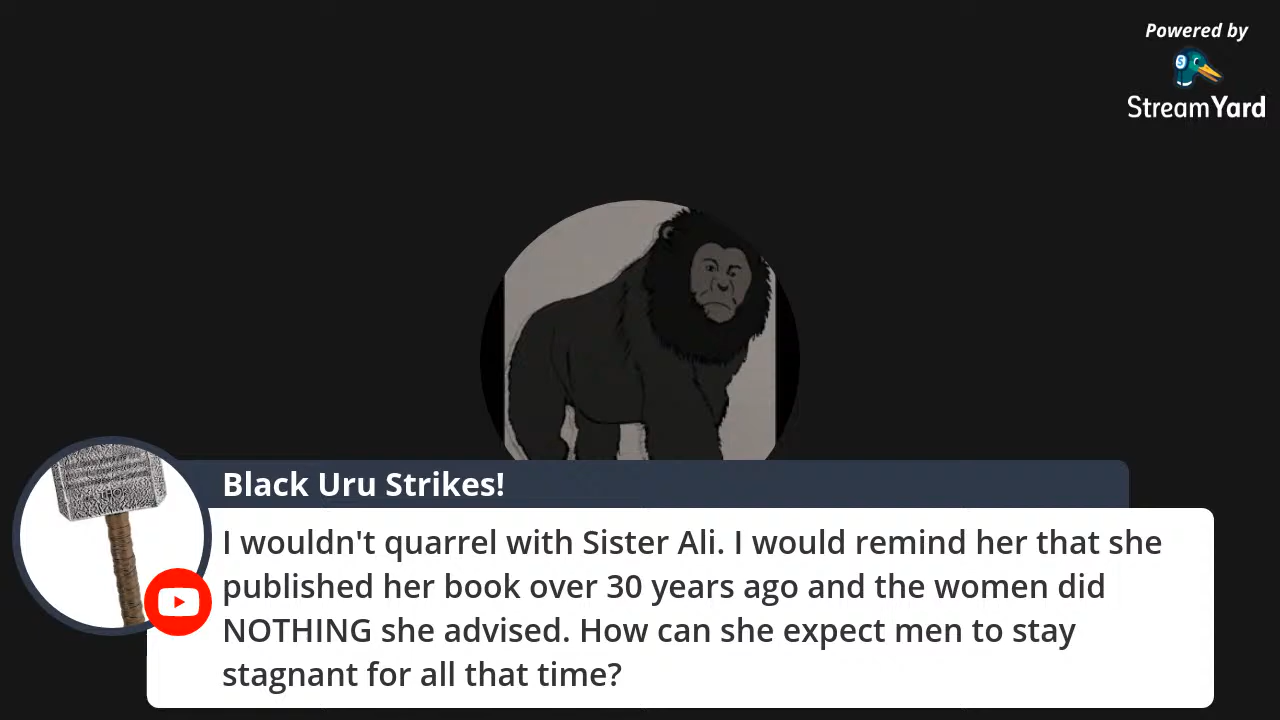 Powered by
StreamYard
Black Uru Strikes!
I wouldn't quarrel with Sister Ali. I would remind her that she
published her book over 30 years ago and the women did
NOTHING she advised. How can she expect men to stay
stagnant for all that time?